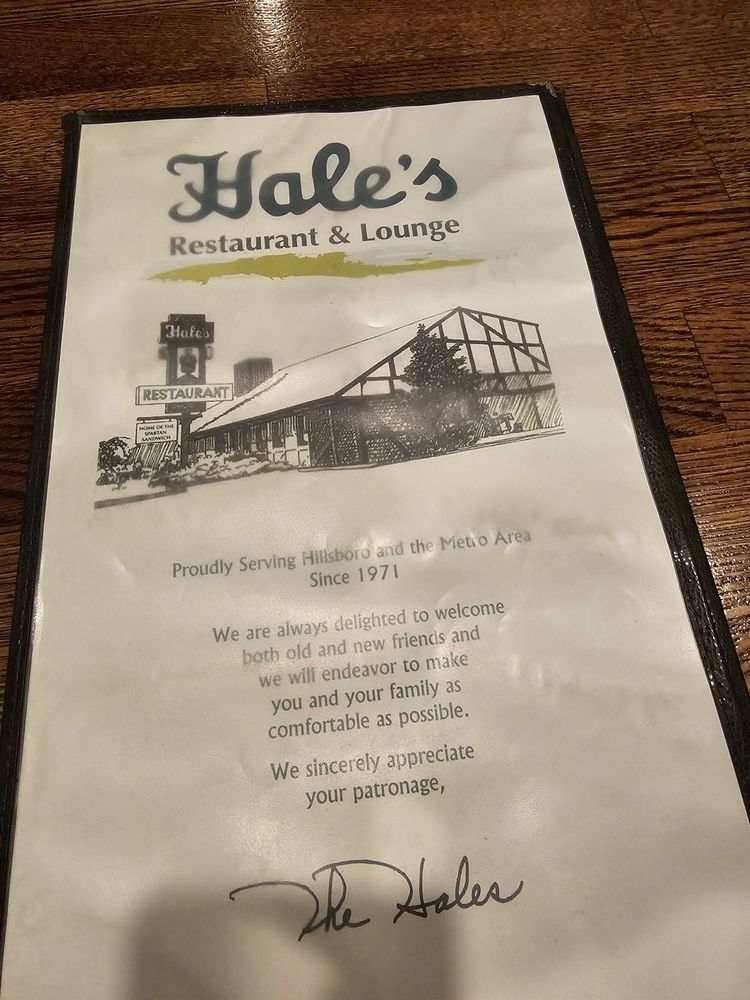 Hale's
Restaurant & Lounge
Hale's
RESTAURANT
HOME OF THE
SPARTAN
SANDWICH
Proudly Serving Hillsboro and the Metro Area
Since 1971
We are always delighted to welcome
both old and new friends and
we will endeavor to make
you and your family as
comfortable as possible.
We sincerely appreciate
your patronage,
The Hales